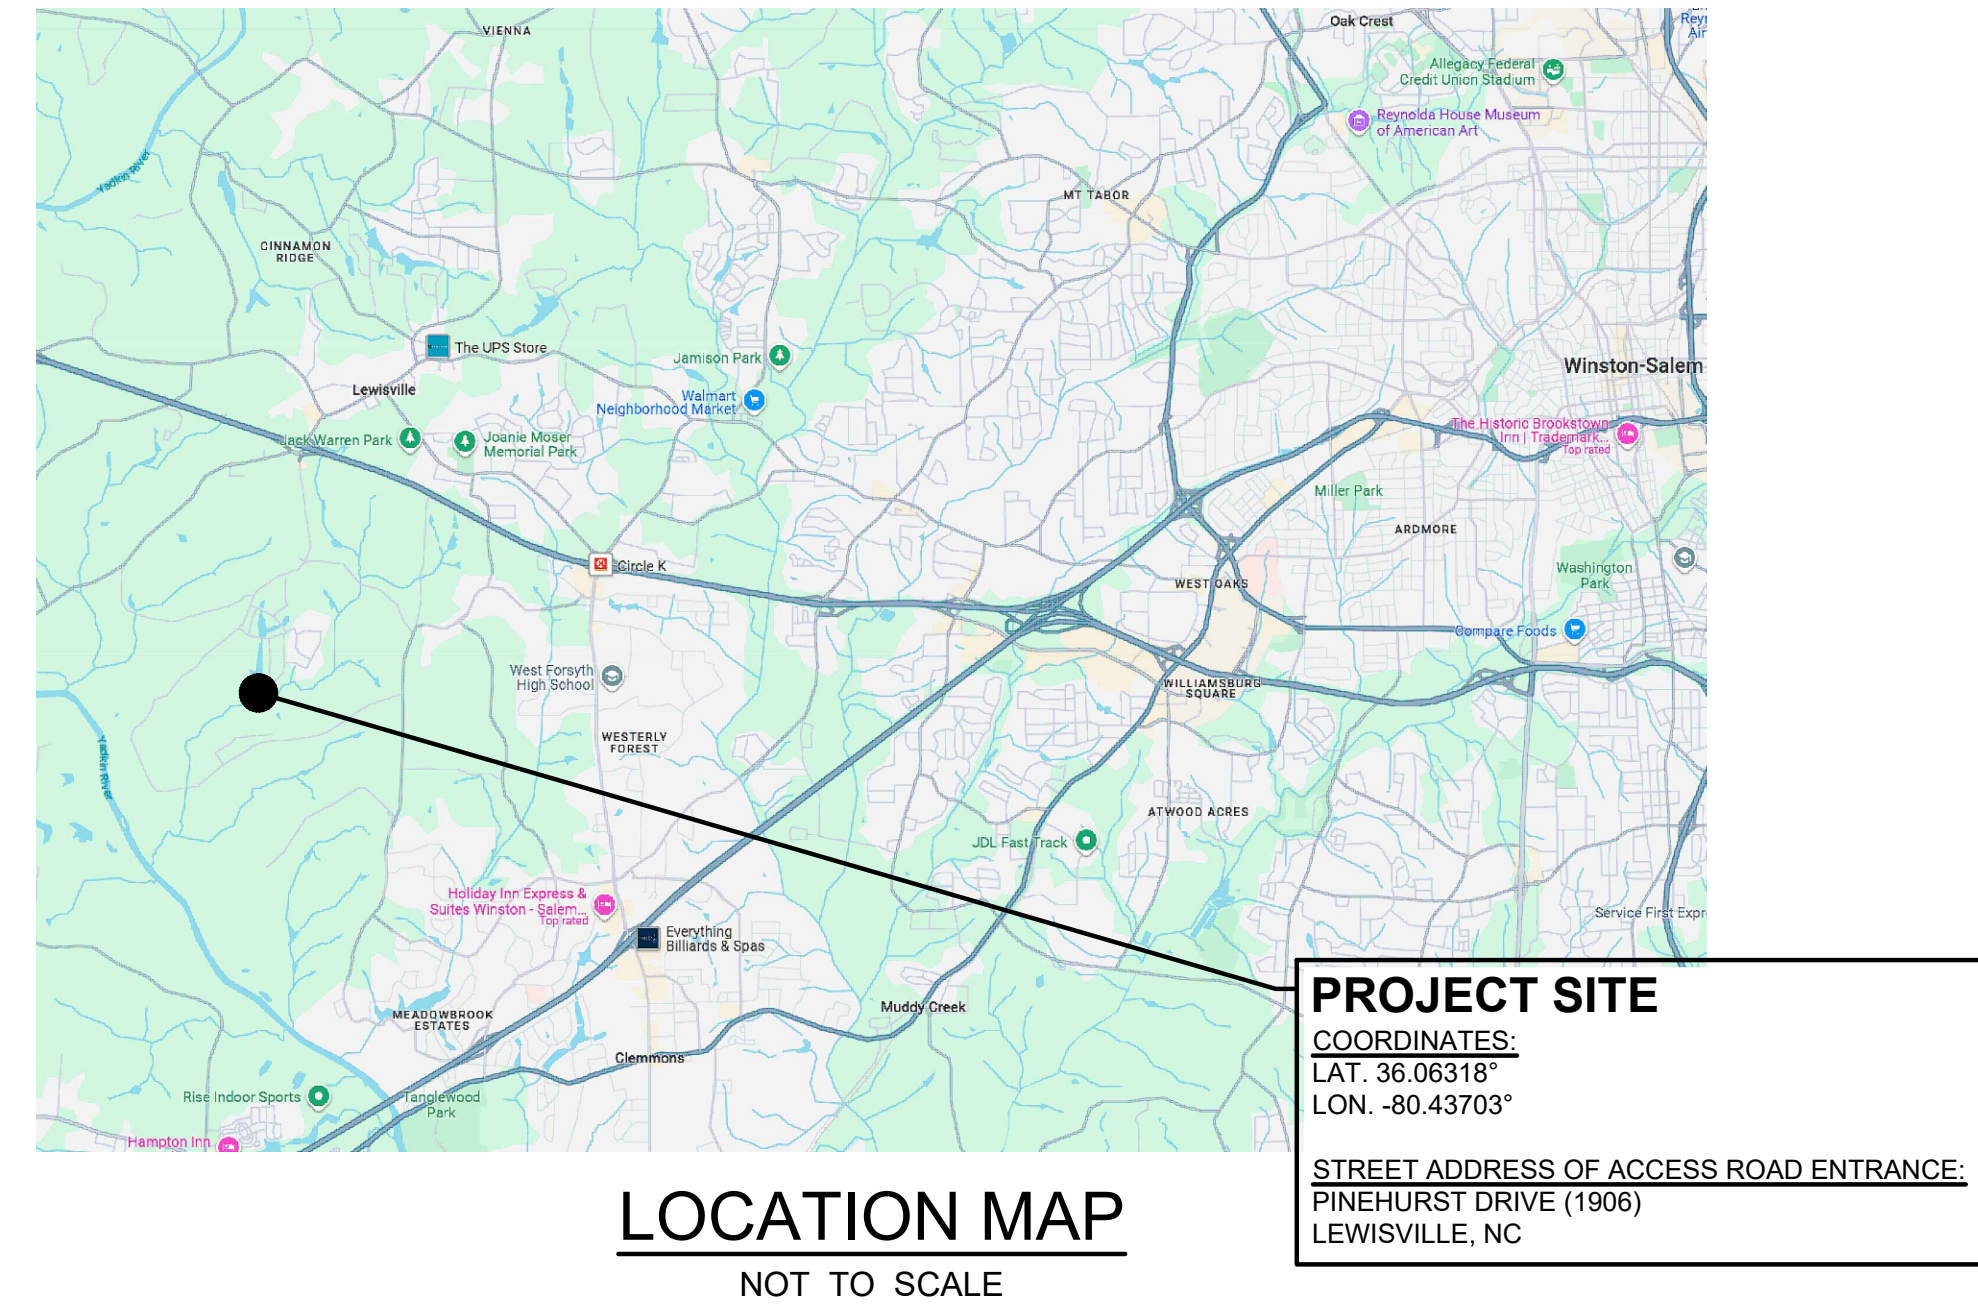 VIENNA
Oak Crest
Allegacy Federal
Credit Union Stadium
Reynolda House Museum
of American Art
Yadkin River
MT TABOR
CINNAMON
RIDGE
The UPS Store
Jamison Park
Winston-Salem
Lewisville
Walmart
Neighborhood Market
The Historic Brookstown
Inn | Trademark...
Top rated
Jack Warren Park
Joanie Moser
Memorial Park
Miller Park
ARDMORE
Circle K
WEST OAKS
Washington
Park
Compare Foods
West Forsyth
High School
WILLIAMSBURG
SQUARE
WESTERLY
FOREST
Yadkin River
ATWOOD ACRES
JDL Fast Track
Holiday Inn Express &
Suites Winston - Salem...
Top rated
Service First Expr
Everything
Billiards & Spas
Muddy Creek
MEADOWBROOK
ESTATES
Clemmons
Rise Indoor Sports
Tanglewood
Park
Hampton Inn
PROJECT SITE
COORDINATES:
LAT. 36.06318°
LON. -80.43703°
STREET ADDRESS OF ACCESS ROAD ENTRANCE:
PINEHURST DRIVE (1906)
LEWISVILLE, NC
LOCATION MAP
NOT TO SCALE